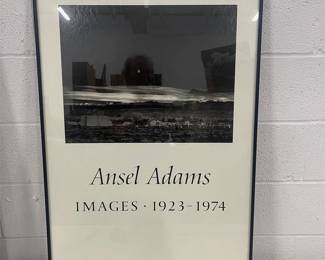 Ansel Adams
IMAGES · 1923-1974